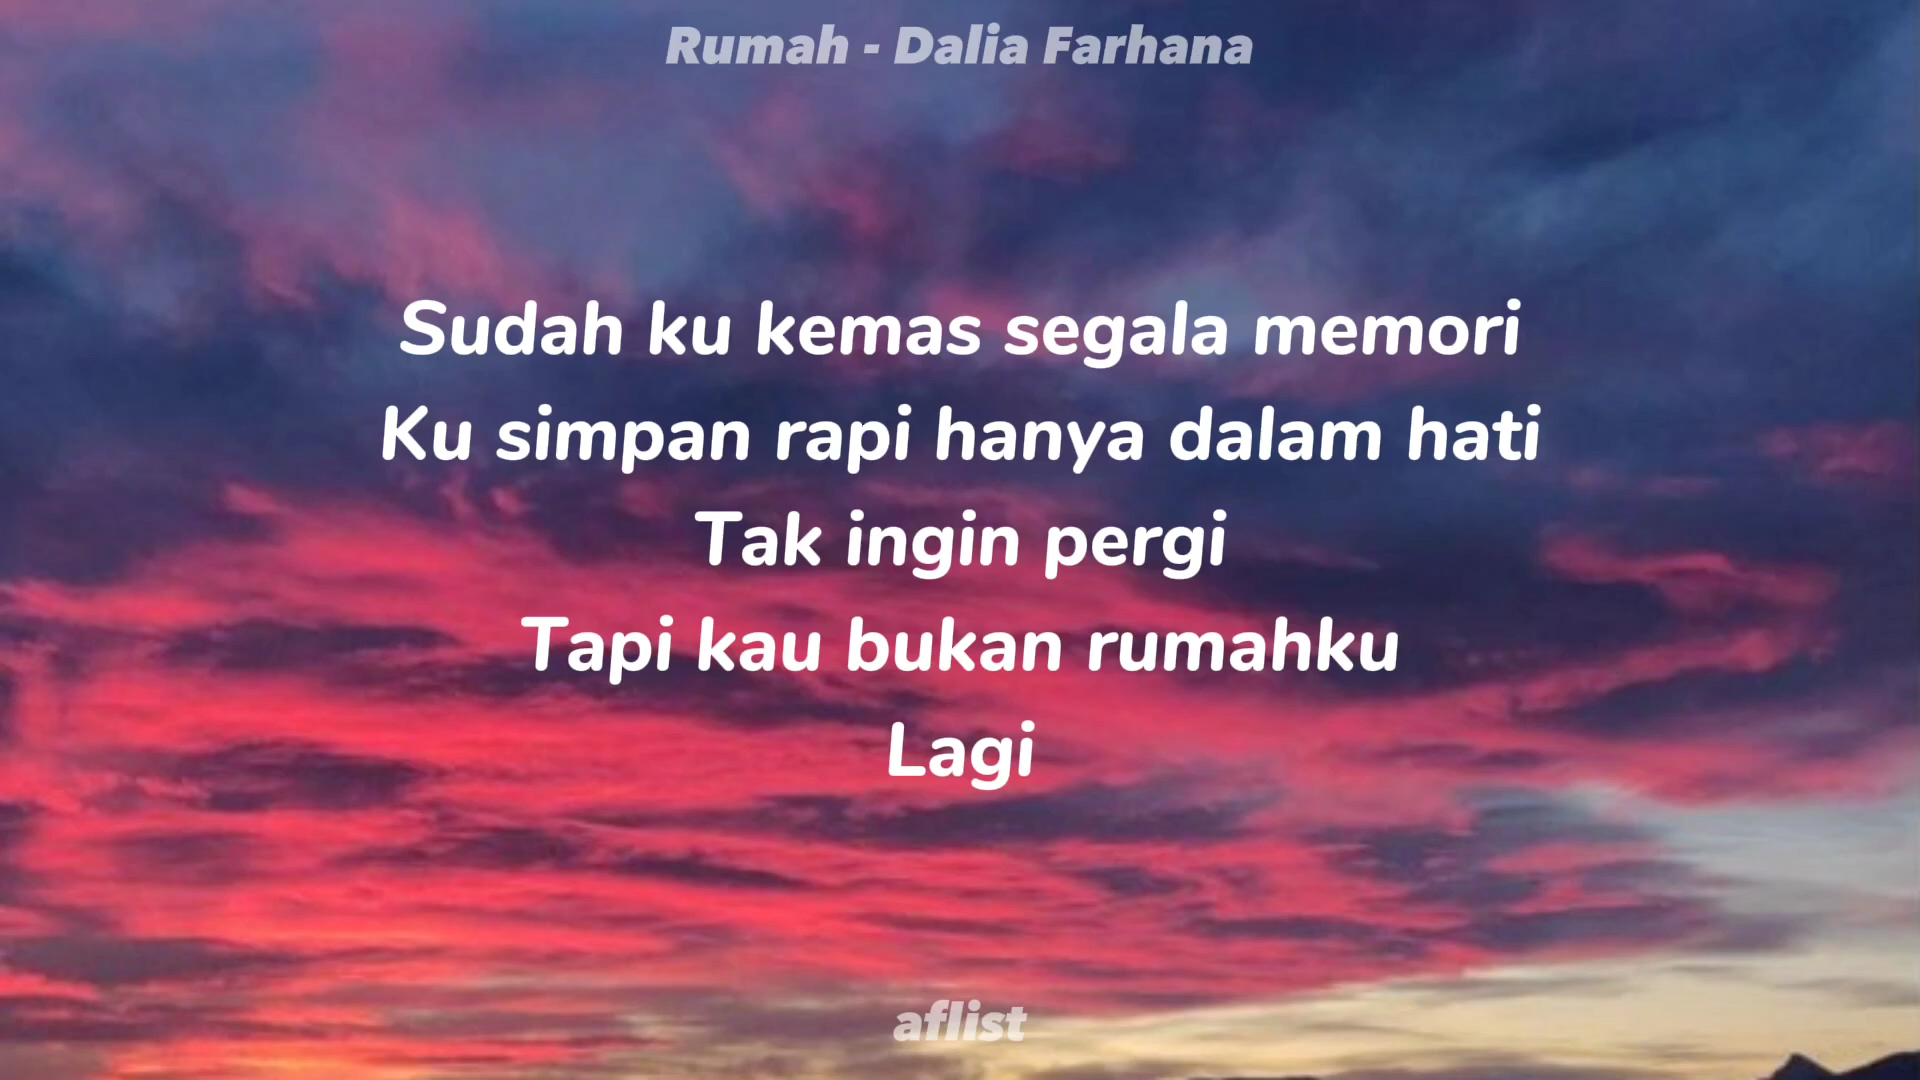 Rumah - Dalia Farhana
Sudah ku kemas segala memori
Ku simpan rapi hanya dalam hati
Tak ingin pergi
Tapi kau bukan rumahku
Lagi
aflist